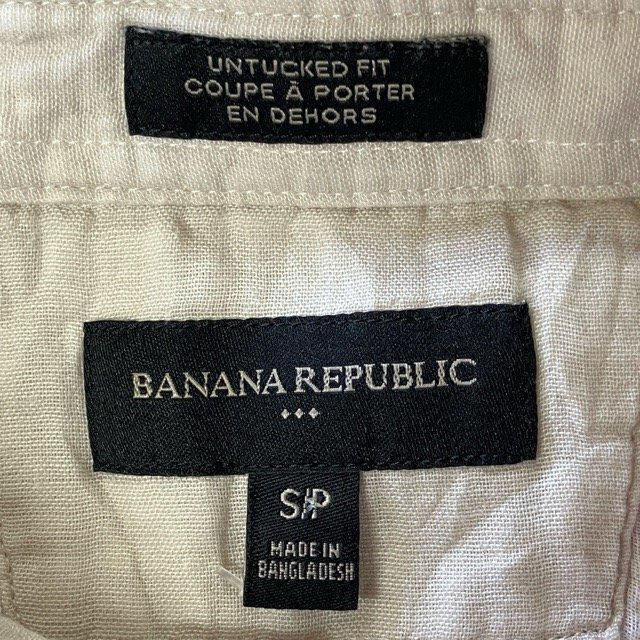 UNTUCKED FIT
COUPE À PORTER
EN DEHORS
BANANA REPUBLIC
S/P
MADE IN
BANGLADESH